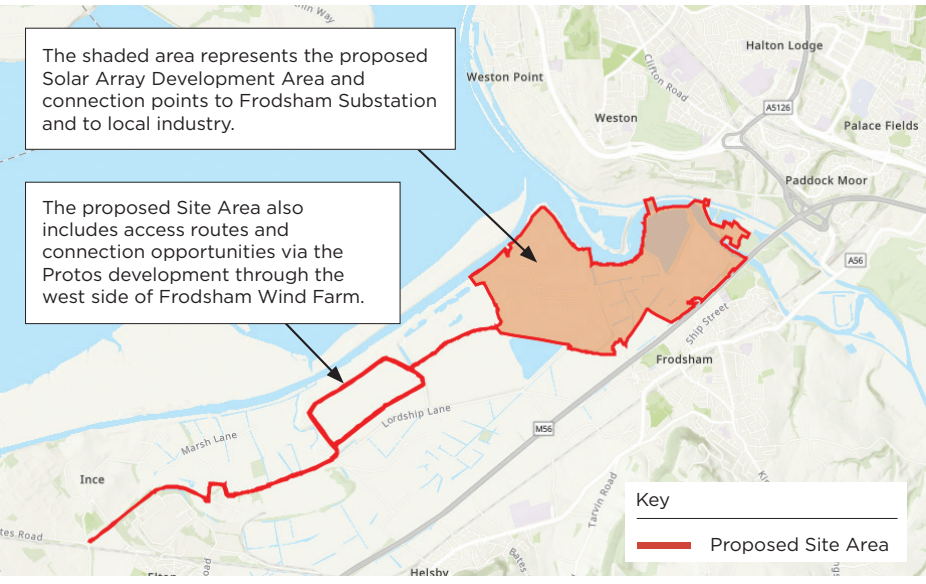 Way
The shaded area represents the proposed
Solar Array Development Area and
connection points to Frodsham Substation
and to local industry.
Halton Lodge
Weston Point
Clifton Road
A5126
Weston
Palace Fields
Paddock Moor
The proposed Site Area also
includes access routes and
connection opportunities via the
Protos development through the
west side of Frodsham Wind Farm.
A56
Ship Street
Frodsham
Lordship Lane
M56
Marsh Lane
Ince
Tarvin Road
Key
Proposed Site Area
Helsby